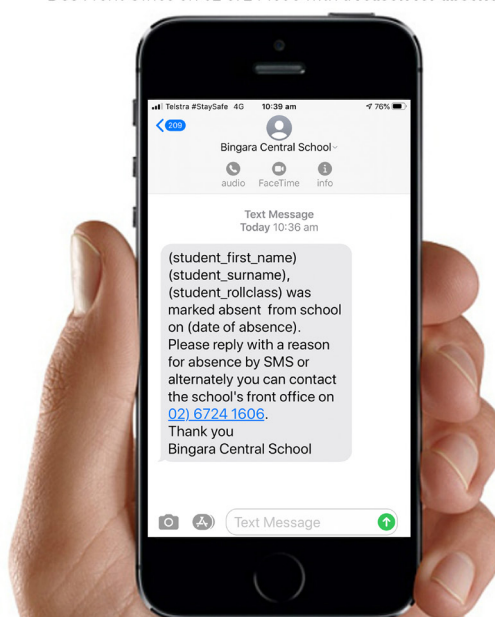 Telstra #StaySafe 4G 10:39 am 76%
209
Bingara Central School
audio FaceTime info
Text Message
Today 10:36 am
(student_first_name)
(student_surname),
(student_rollclass) was
marked absent from school
on (date of absence).
Please reply with a reason
for absence by SMS or
alternately you can contact
the school's front office on
02) 6724 1606.
Thank you
Bingara Central School
Text Message